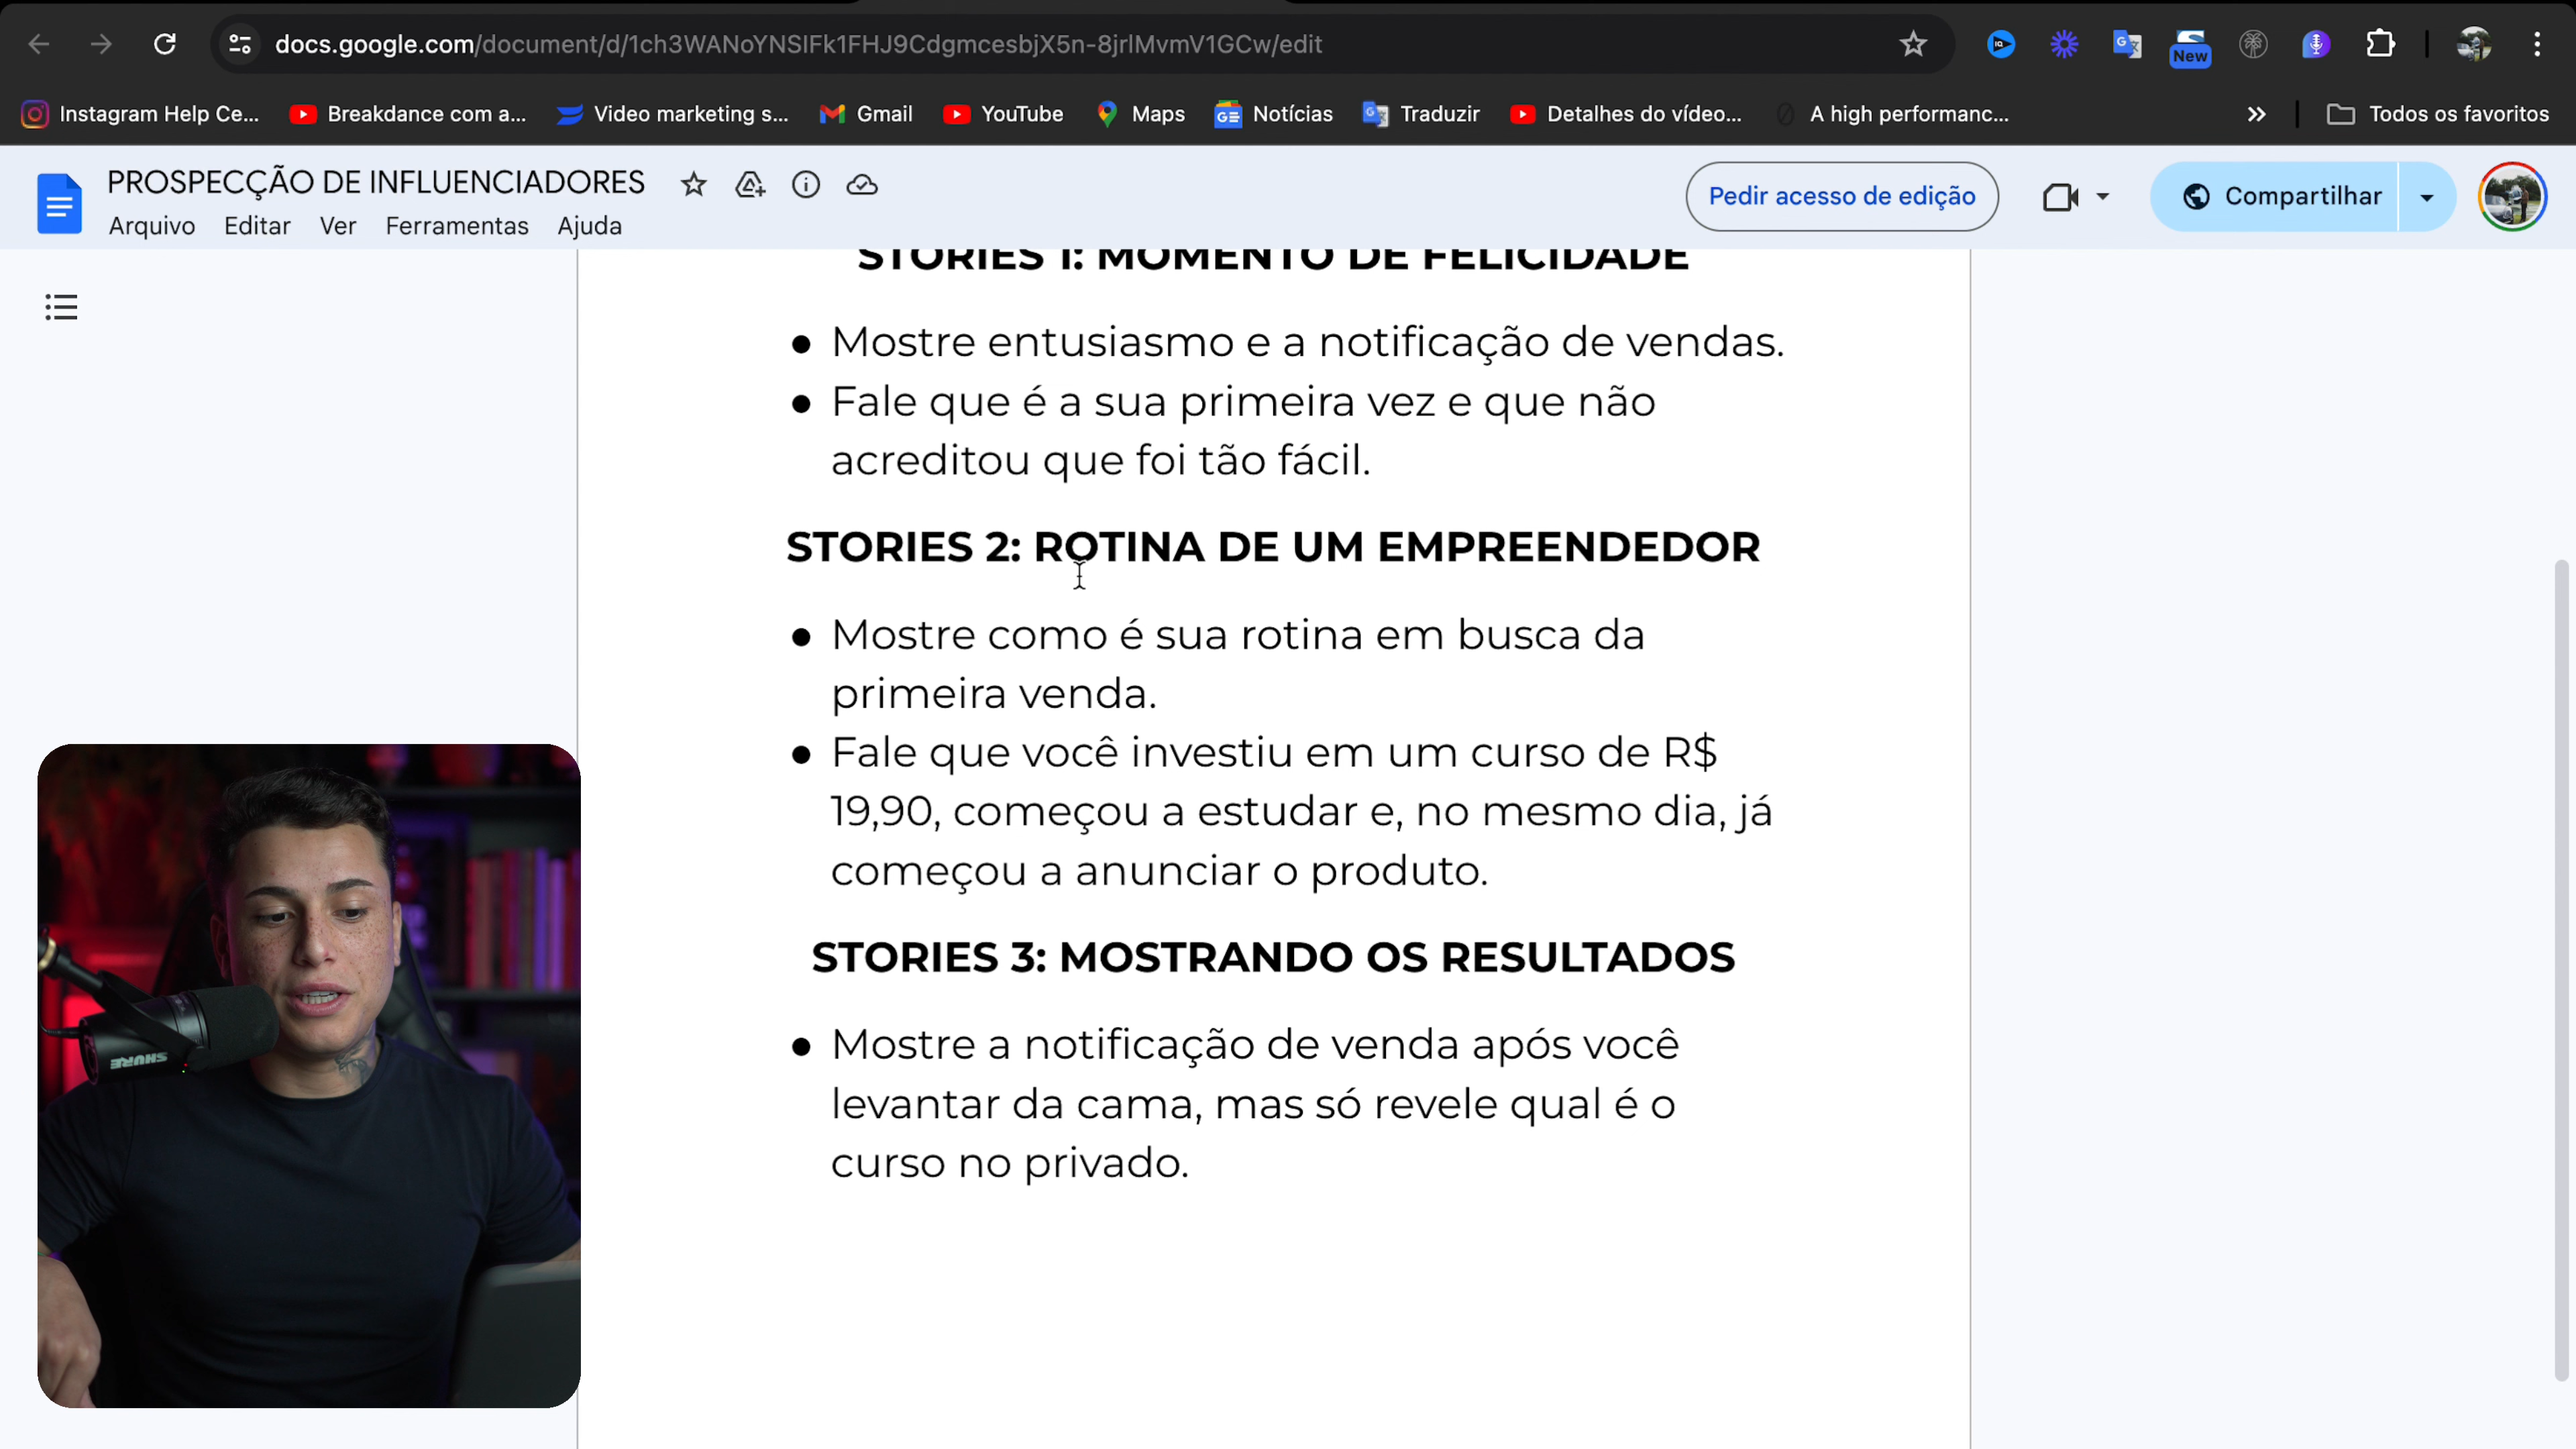 docs.google.com/document/d/1ch3WANoYNSIFk1FHJ9CdgmcesbjX5n-8jrlMvmV1GCw/edit
New
Instagram Help Ce...
Breakdance com a...
Video marketing s...
Gmail
YouTube
Maps
Notícias
Traduzir
Detalhes do vídeo...
A high performanc...
Todos os favoritos
PROSPECÇÃO DE INFLUENCIADORES
Arquivo Editar Ver Ferramentas Ajuda
Pedir acesso de edição
Compartilhar
STORIES 1: MOMENTO DE FELICIDADE
● Mostre entusiasmo e a notificação de vendas.
● Fale que é a sua primeira vez e que não
acreditou que foi tão fácil.
STORIES 2: ROTINA DE UM EMPREENDEDOR
● Mostre como é sua rotina em busca da
primeira venda.
● Fale que você investiu em um curso de R$
19,90, começou a estudar e, no mesmo dia, já
começou a anunciar o produto.
STORIES 3: MOSTRANDO OS RESULTADOS
● Mostre a notificação de venda após você
levantar da cama, mas só revele qual é o
curso no privado.
SHURE